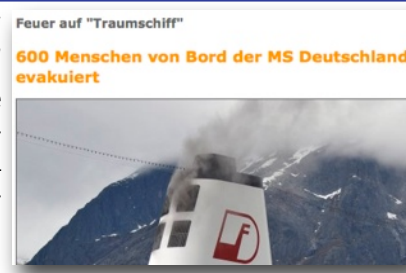 Feuer auf "Traumschiff"
600 Menschen von Bord der MS Deutschland
evakuiert